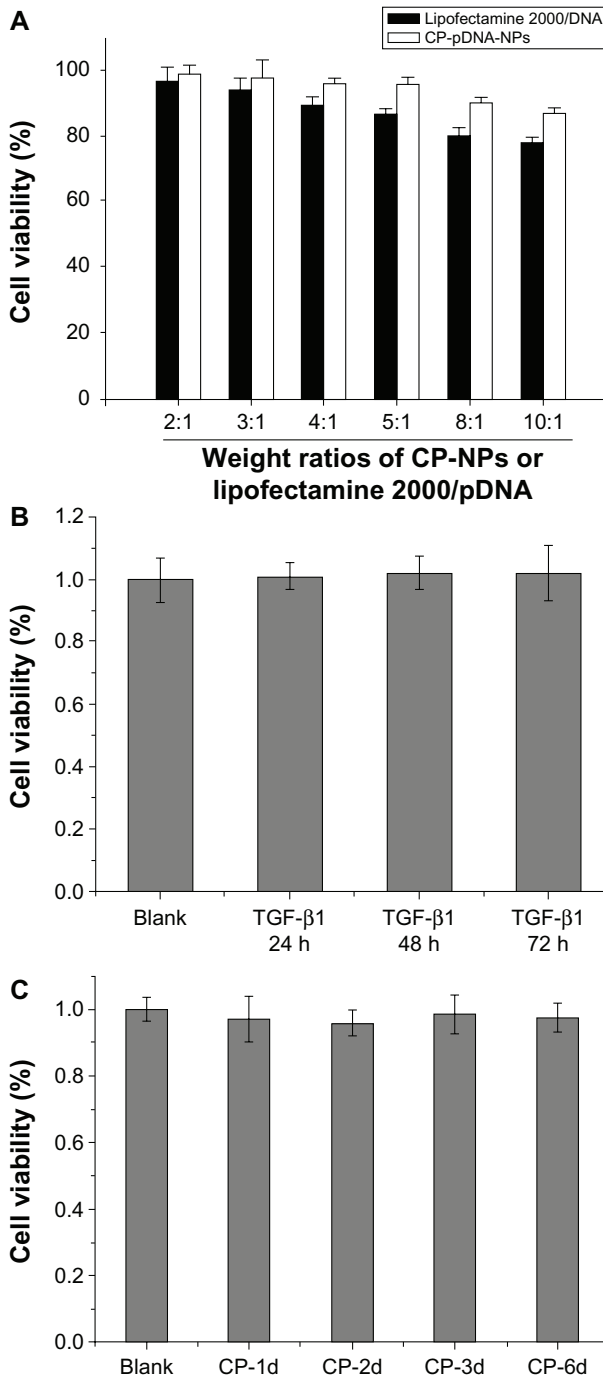 A
Lipofectamine 2000/DNA
CP-pDNA-NPs
Cell viability (%)
100
80
60
40
20
0
2:1 3:1 4:1 5:1 8:1 10:1
Weight ratios of CP-NPs or
lipofectamine 2000/pDNA
B
Cell viability (%)
1.2
1.0
0.8
0.6
0.4
0.2
0.0
Blank TGF-β1 TGF-β1 TGF-β1
24 h 48 h 72 h
C
Cell viability (%)
1.0
0.8
0.6
0.4
0.2
0.0
Blank CP-1d CP-2d CP-3d CP-6d